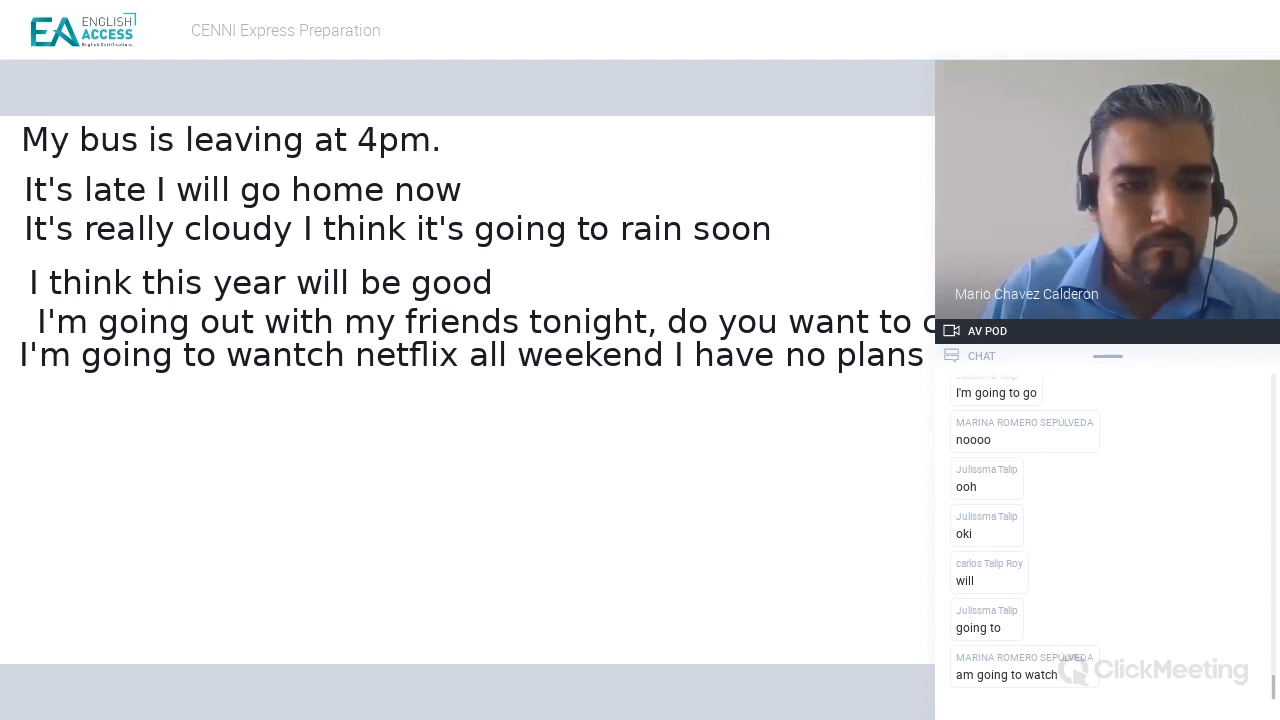 ENGLISH
EA ACCESS
English Certifications
CENNI Express Preparation
My bus is leaving at 4pm.
It's late I will go home now
It's really cloudy I think it's going to rain soon
I think this year will be good
I'm going out with my friends tonight, do you want to
I'm going to wantch netflix all weekend I have no plans
Mario Chavez Calderon
AV POD
CHAT
Julissma Talip
I'm going to go
MARINA ROMERO SEPÚLVEDA
noooo
Julissma Talip
ooh
Julissma Talip
oki
carlos Talip Roy
will
Julissma Talip
going to
MARINA ROMERO SEPÚLVEDA
am going to watch
ClickMeeting